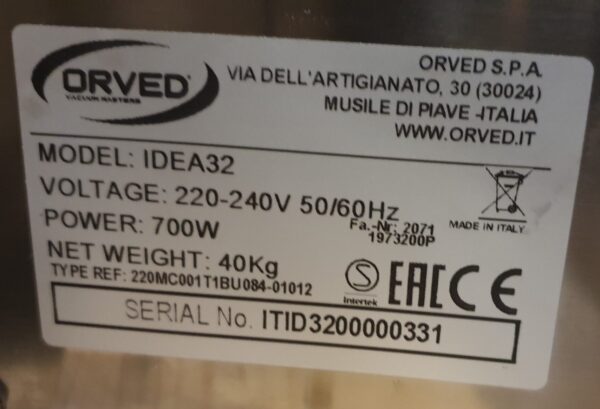 ORVED
VACUUM MASTERS
ORVED S.P.A.
VIA DELL'ARTIGIANATO, 30 (30024)
MUSILE DI PIAVE -ITALIA
WWW.ORVED.IT
MODEL: IDEA32
VOLTAGE: 220-240V 50/60Hz
POWER: 700W
Fa.-Nr: 2071
1973200P
MADE IN ITALY
NET WEIGHT: 40Kg
TYPE REF: 220MC001T1BU084-01012
S
Intertek
EAC CE
SERIAL No. ITID3200000331